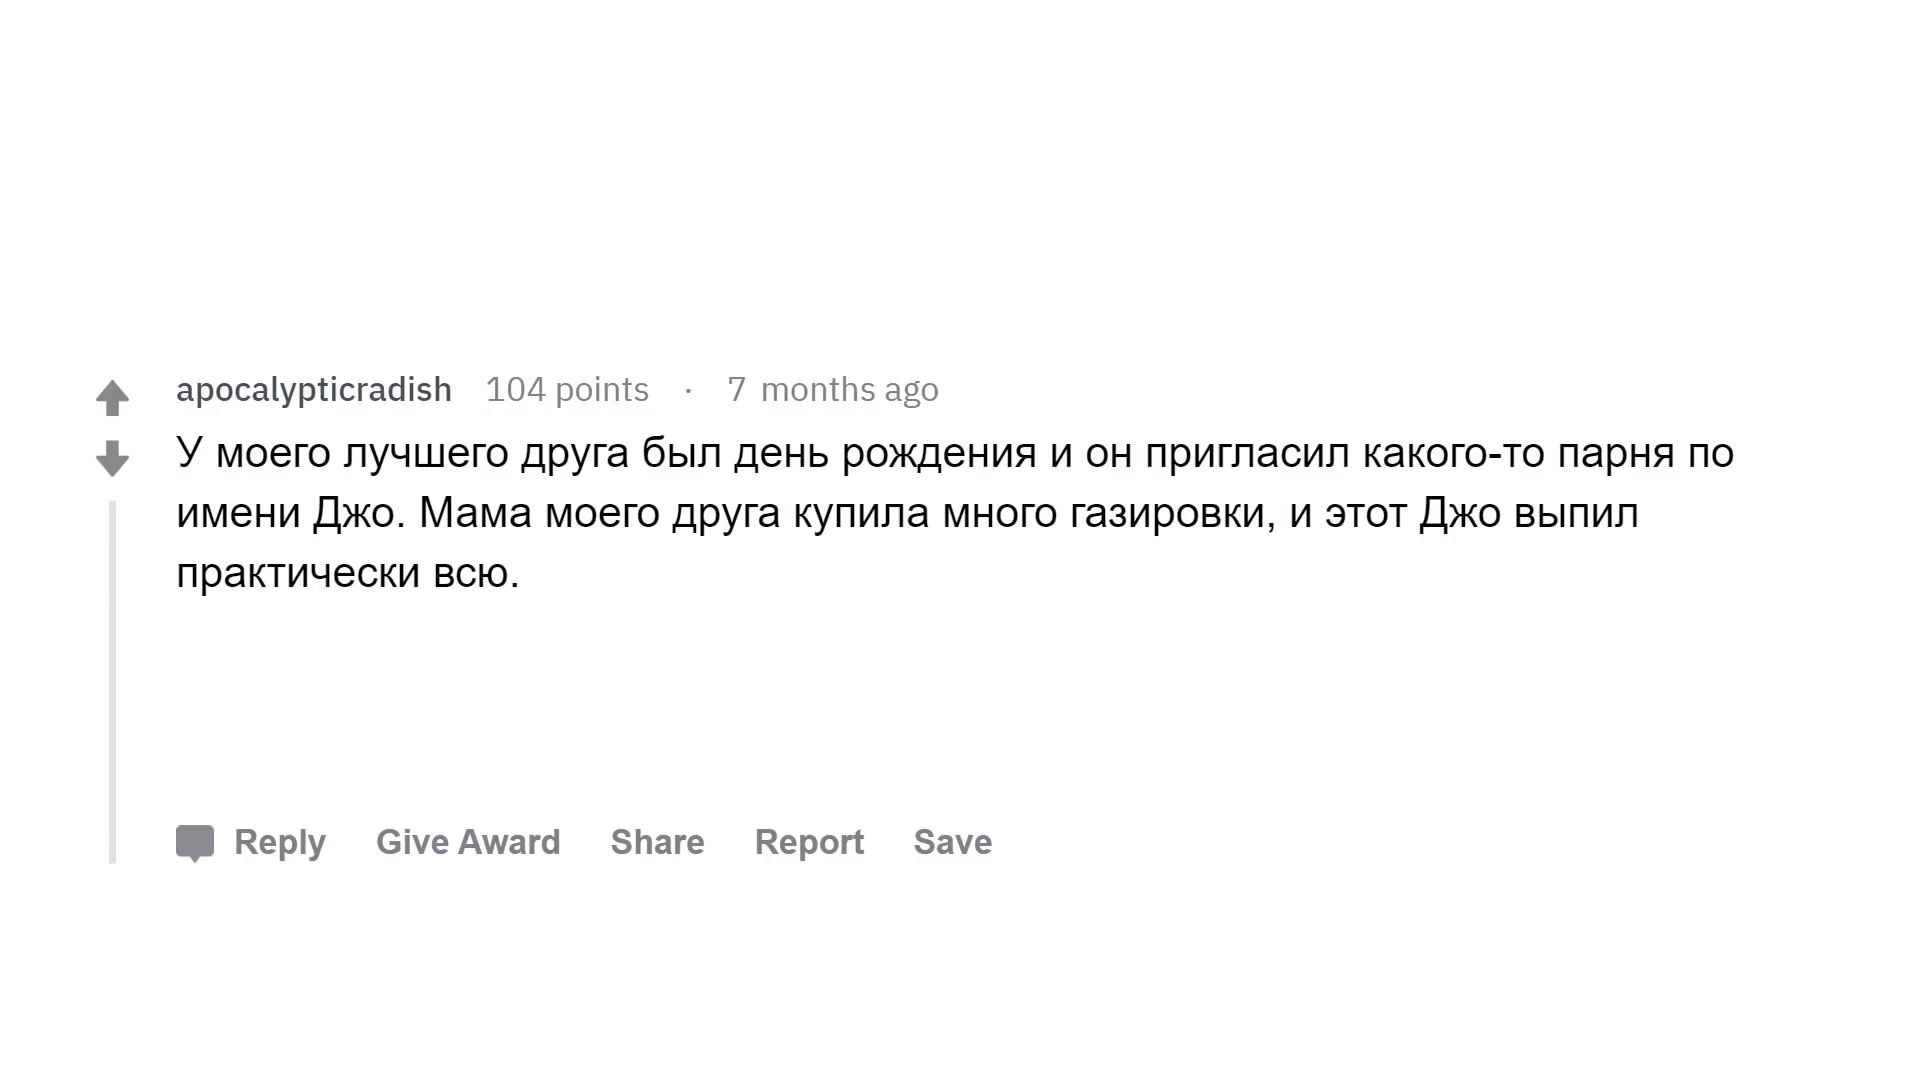 apocalypticradish 104 points · 7 months ago
У моего лучшего друга был день рождения и он пригласил какого-то парня по
имени Джо. Мама моего друга купила много газировки, и этот Джо выпил
практически всю.
Reply Give Award Share Report Save